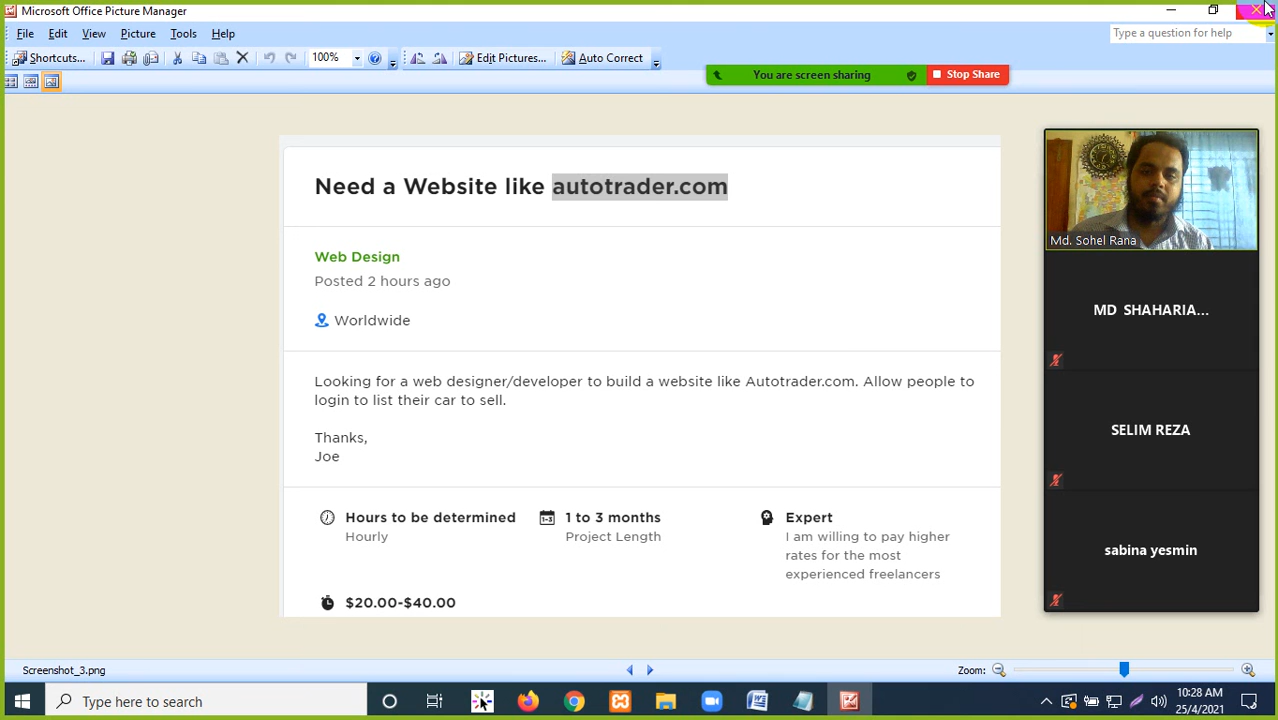 Microsoft Office Picture Manager
File Edit View Picture Tools Help
Type a question for help
Shortcuts... 100% Edit Pictures... Auto Correct
You are screen sharing Stop Share
Need a Website like autotrader.com
Web Design
Posted 2 hours ago
Worldwide
Looking for a web designer/developer to build a website like Autotrader.com. Allow people to
login to list their car to sell.
Thanks,
Joe
Hours to be determined
Hourly
1-3
1 to 3 months
Project Length
Expert
I am willing to pay higher
rates for the most
experienced freelancers
$20.00-$40.00
Md. Sohel Rana
MD SHAHARIA...
SELIM REZA
sabina yesmin
Screenshot_3.png
Zoom:
Type here to search
10:28 AM
25/4/2021